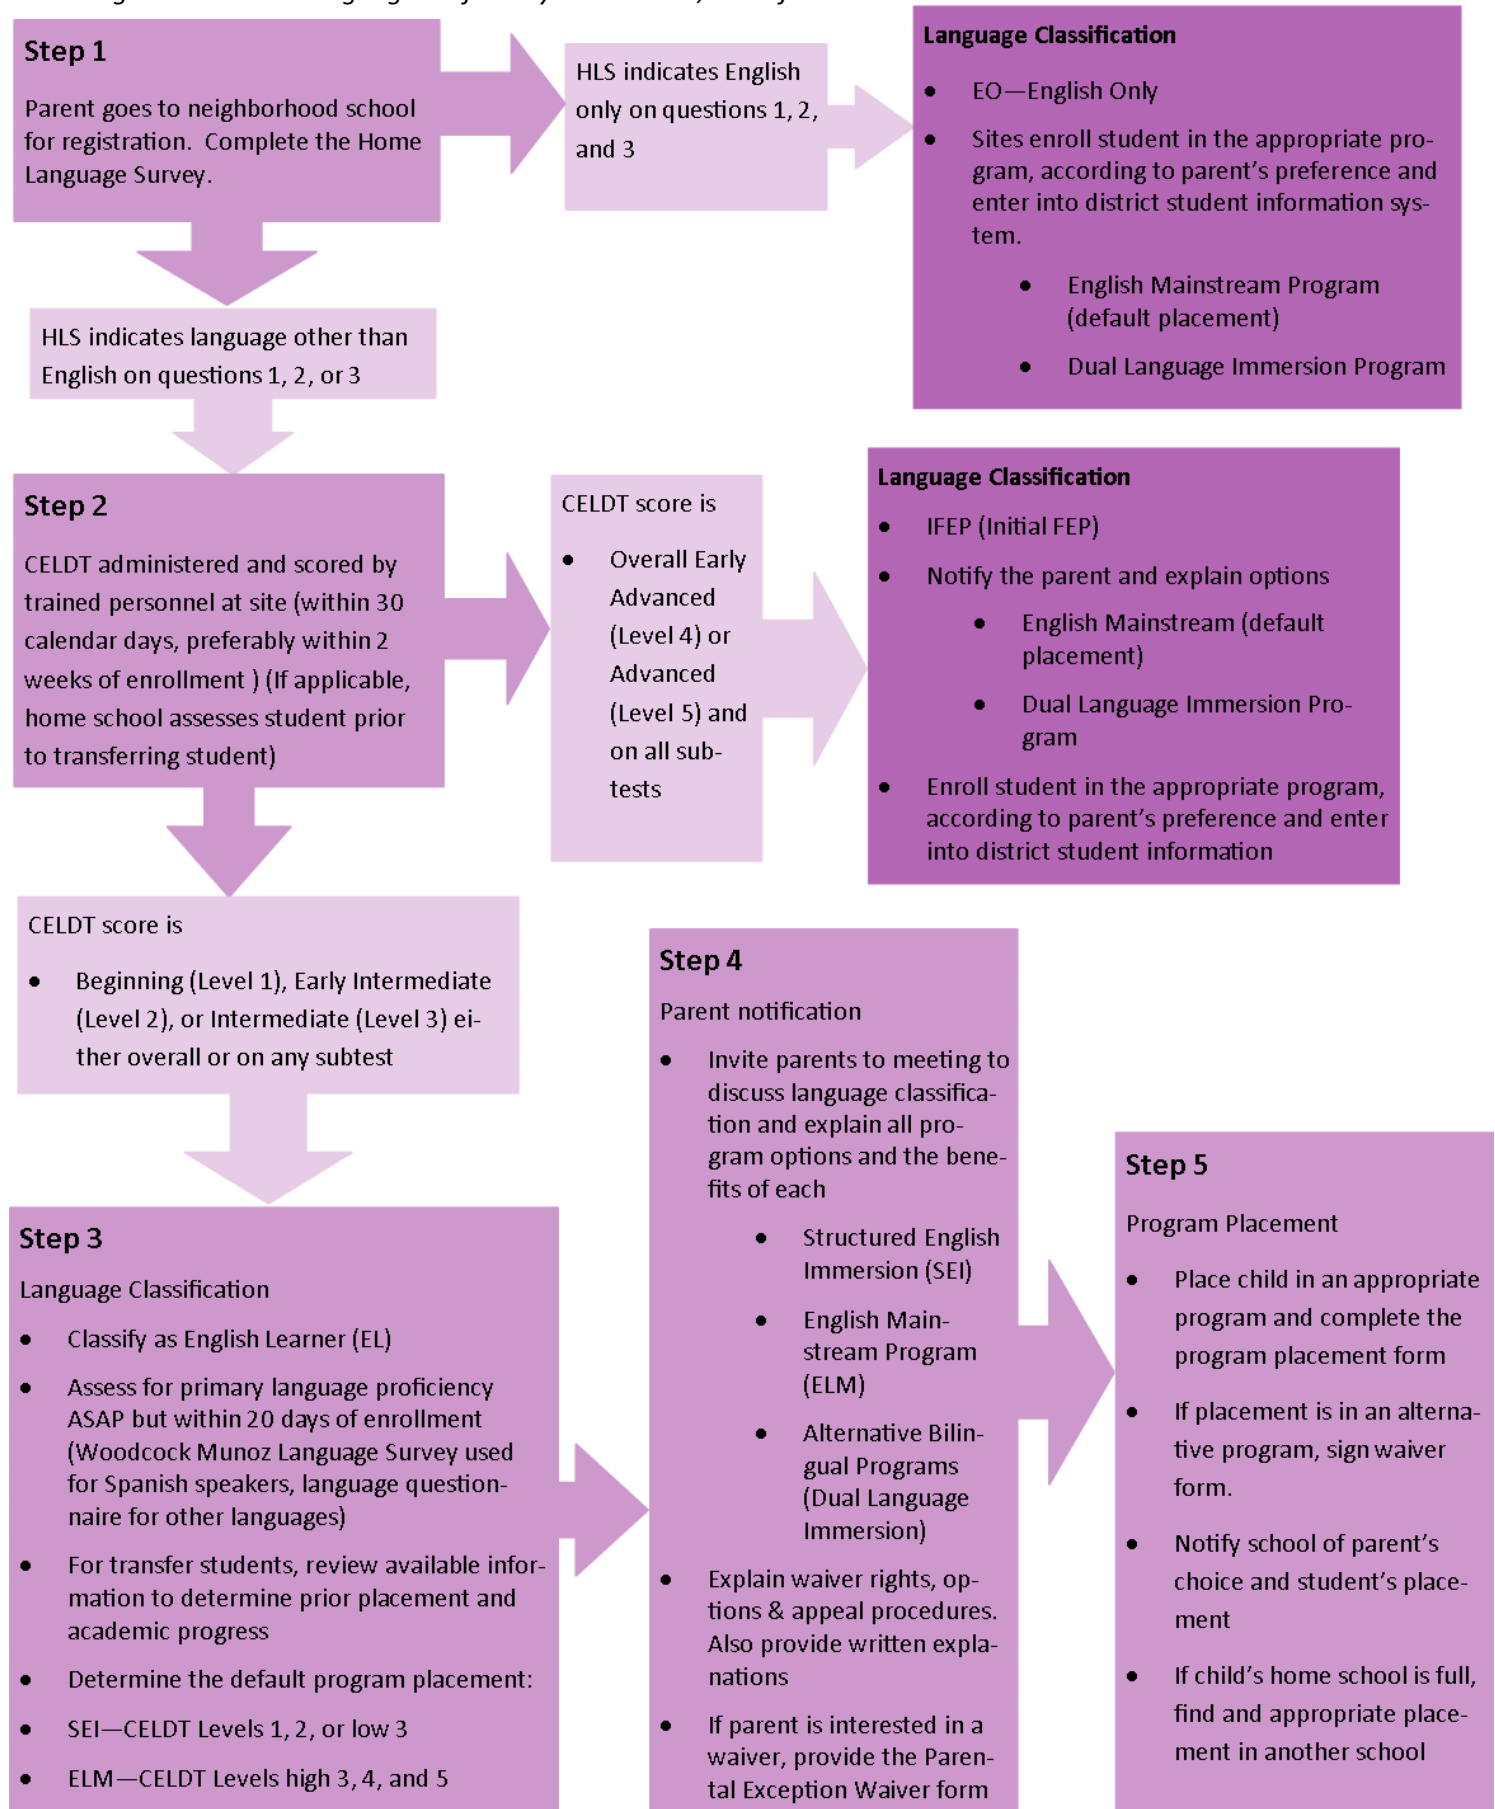 Step 1
Parent goes to neighborhood school
for registration.  Complete the Home
Language Survey.
HLS indicates English
only on questions 1, 2,
and 3
Language Classification
● EO—English Only
● Sites enroll student in the appropriate pro-
gram, according to parent’s preference and
enter into district student information sys-
tem.
● English Mainstream Program
(default placement)
● Dual Language Immersion Program
HLS indicates language other than
English on questions 1, 2, or 3
Step 2
CELDT administered and scored by
trained personnel at site (within 30
calendar days, preferably within 2
weeks of enrollment ) (If applicable,
home school assesses student prior
to transferring student)
CELDT score is
● Overall Early
Advanced
(Level 4) or
Advanced
(Level 5) and
on all sub-
tests
Language Classification
● IFEP (Initial FEP)
● Notify the parent and explain options
● English Mainstream (default
placement)
● Dual Language Immersion Pro-
gram
● Enroll student in the appropriate program,
according to parent’s preference and enter
into district student information
CELDT score is
● Beginning (Level 1), Early Intermediate
(Level 2), or Intermediate (Level 3) ei-
ther overall or on any subtest
Step 3
Language Classification
● Classify as English Learner (EL)
● Assess for primary language proficiency
ASAP but within 20 days of enrollment
(Woodcock Munoz Language Survey used
for Spanish speakers, language question-
naire for other languages)
● For transfer students, review available infor-
mation to determine prior placement and
academic progress
● Determine the default program placement:
● SEI—CELDT Levels 1, 2, or low 3
● ELM—CELDT Levels high 3, 4, and 5
Step 4
Parent notification
● Invite parents to meeting to
discuss language classifica-
tion and explain all pro-
gram options and the bene-
fits of each
● Structured English
Immersion (SEI)
● English Main-
stream Program
(ELM)
● Alternative Bilin-
gual Programs
(Dual Language
Immersion)
● Explain waiver rights, op-
tions & appeal procedures.
Also provide written expla-
nations
● If parent is interested in a
waiver, provide the Paren-
tal Exception Waiver form
Step 5
Program Placement
● Place child in an appropriate
program and complete the
program placement form
● If placement is in an alterna-
tive program, sign waiver
form.
● Notify school of parent’s
choice and student’s place-
ment
● If child’s home school is full,
find and appropriate place-
ment in another school